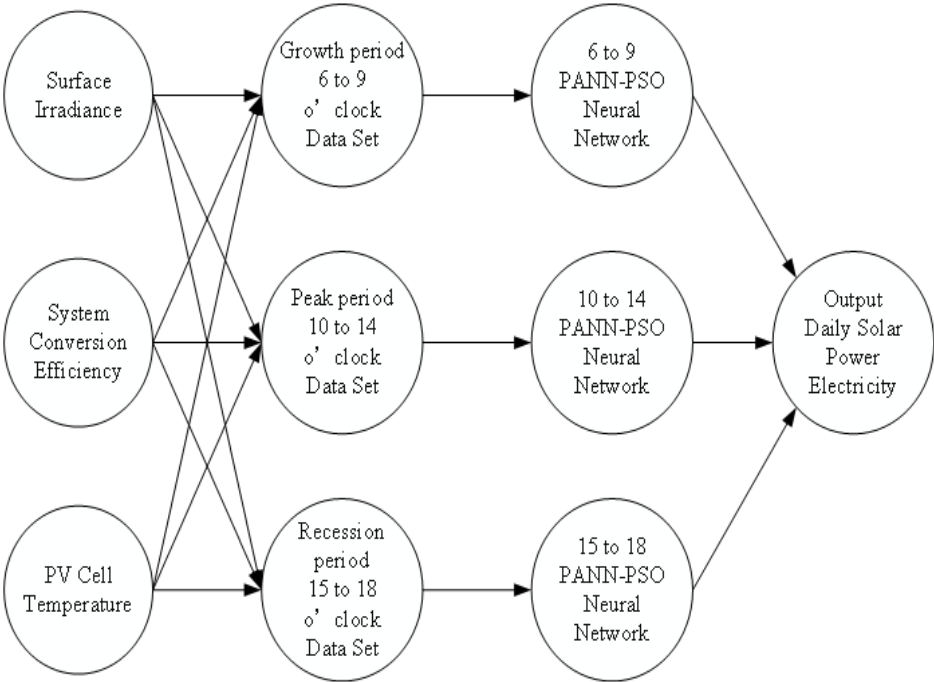 Surface
Irradiance
System
Conversion
Efficiency
PV Cell
Temperature
Growth period
6 to 9
o’ clock
Data Set
Peak period
10 to 14
o’ clock
Data Set
Recession
period
15 to 18
o’ clock
Data Set
6 to 9
PANN-PSO
Neural
Network
10 to 14
PANN-PSO
Neural
Network
15 to 18
PANN-PSO
Neural
Network
Output
Daily Solar
Power
Electricity